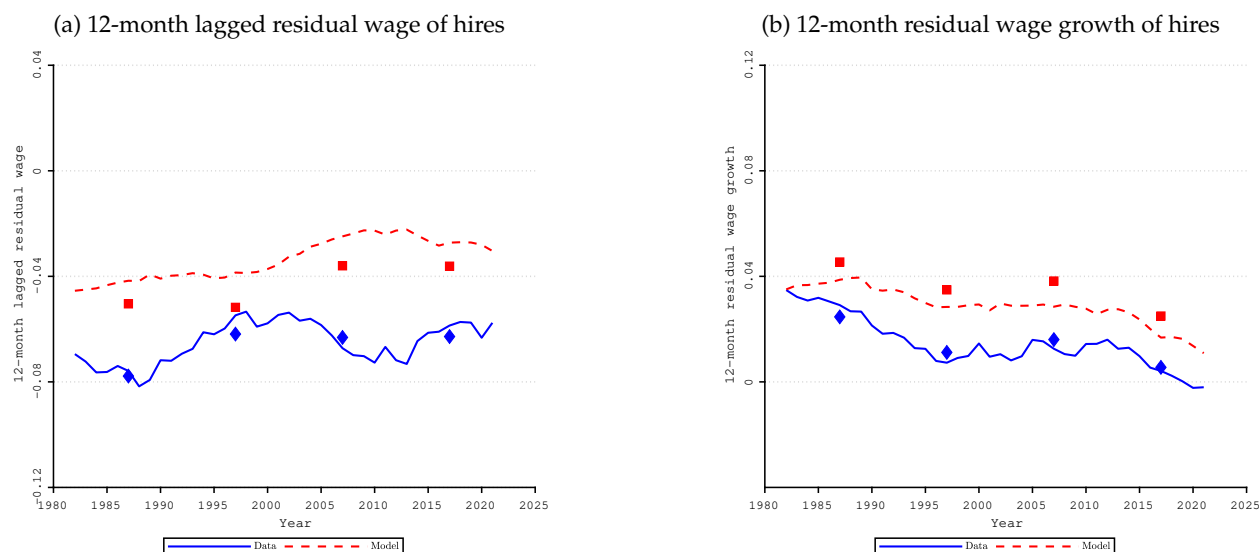 (a) 12-month lagged residual wage of hires
12-month lagged residual wage
0.04
0
-0.04
-0.08
-0.12
1980 1985 1990 1995 2000 2005 2010 2015 2020 2025
Year
Data Model
(b) 12-month residual wage growth of hires
12-month residual wage growth
0.12
0.08
0.04
0
1980 1985 1990 1995 2000 2005 2010 2015 2020 2025
Year
Data Model